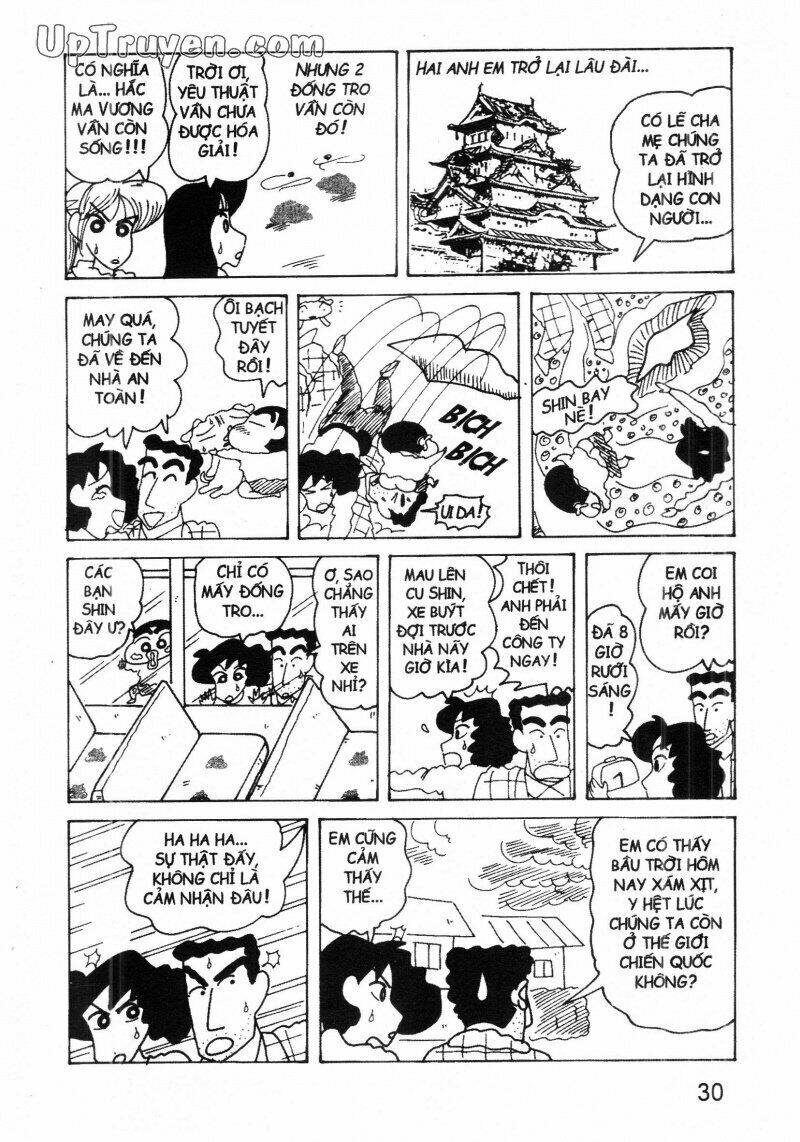 UpTruyen.com
HAI ANH EM TRỞ LẠI LÂU ĐÀI...
CÓ LẼ CHA
MẸ CHÚNG
TA ĐÃ TRỞ
LẠI HÌNH
DẠNG CON
NGƯỜI...
NHƯNG 2
ĐỐNG TRO
VẪN CÒN
ĐÓ!
TRỜI ƠI,
YÊU THUẬT
VẪN CHƯA
ĐƯỢC HÓA
GIẢI!
CÓ NGHĨA
LÀ... HẮC
MA VƯƠNG
VẪN CÒN
SỐNG!!!
SHIN BAY
NÈ!
BỊCH
BỊCH
UI DA!
ÔI BẠCH
TUYẾT
ĐÂY
RỒI!
MAY QUÁ,
CHÚNG TA
ĐÃ VỀ ĐẾN
NHÀ AN
TOÀN!
EM COI
HỘ ANH
MẤY GIỜ
RỒI?
ĐÃ 8
GIỜ
RƯỠI
SÁNG
!
THÔI
CHẾT!
ANH PHẢI
ĐẾN
CÔNG TY
NGAY!
MAU LÊN
CU SHIN,
XE BUÝT
ĐỢI TRƯỚC
NHÀ NÃY
GIỜ KÌA!
Ơ, SAO
CHẲNG
THẤY
AI
TRÊN
XE
NHỈ?
CHỈ CÓ
MẤY ĐỐNG
TRO...
CÁC
BẠN
SHIN
ĐÂY Ư?
EM CÓ THẤY
BẦU TRỜI HÔM
NAY XÁM XỊT,
Y HỆT LÚC
CHÚNG TA CÒN
Ở THẾ GIỚI
CHIẾN QUỐC
KHÔNG?
EM CŨNG
CẢM
THẤY
THẾ...
HA HA HA...
SỰ THẬT ĐẤY,
KHÔNG CHỈ LÀ
CẢM NHẬN ĐÂU!
30